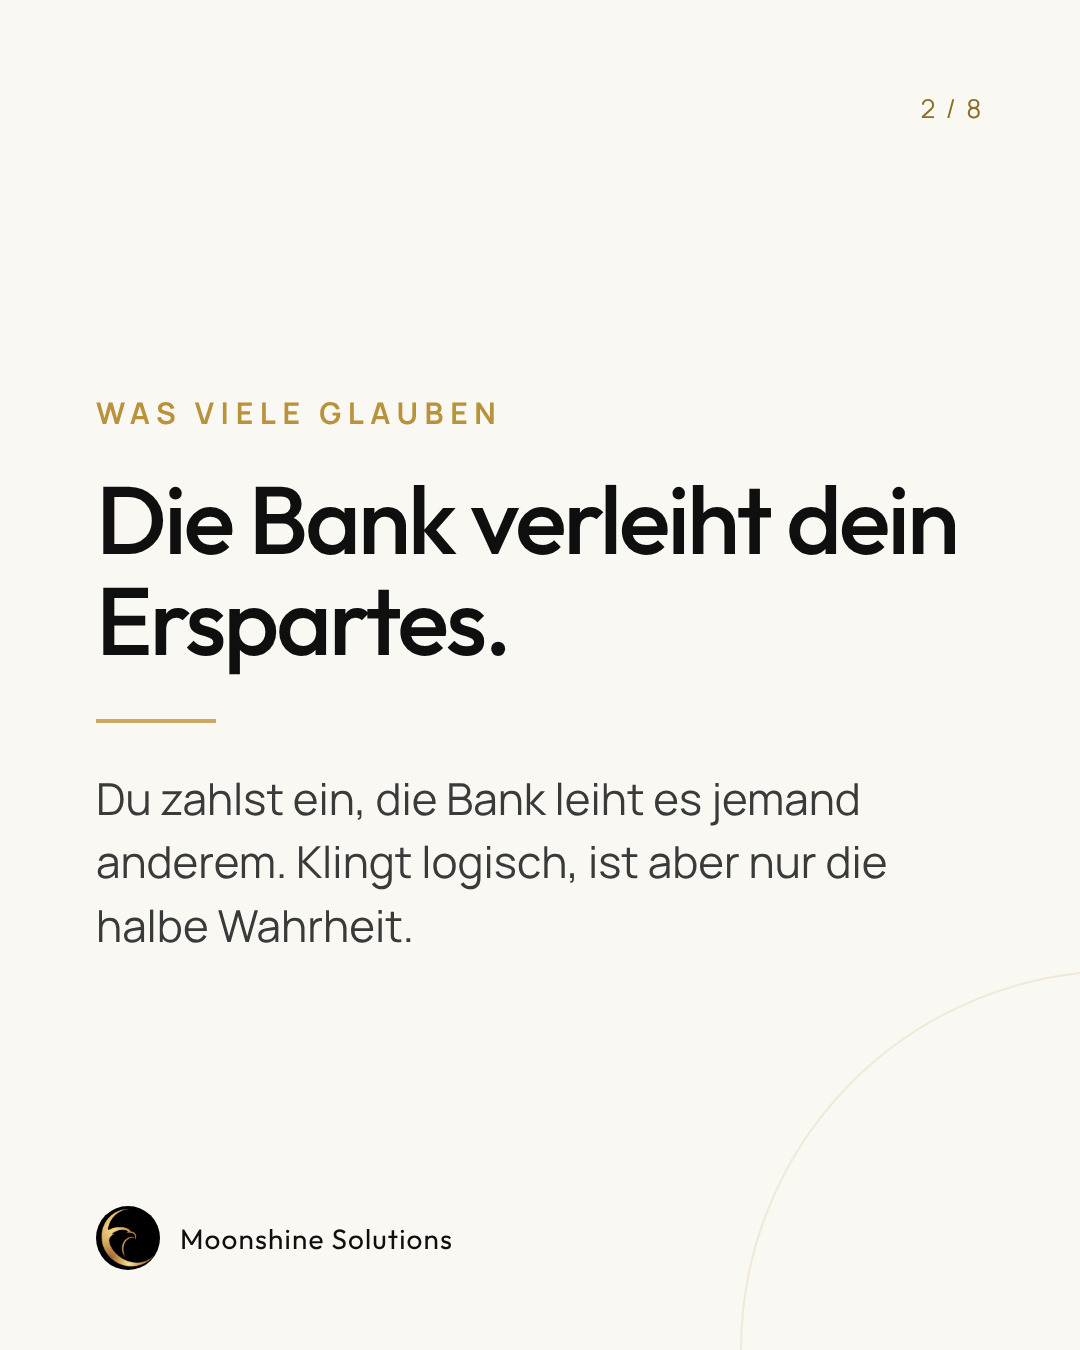 2 / 8
WAS VIELE GLAUBEN
Die Bank verleiht dein
Erspartes.
Du zahlst ein, die Bank leiht es jemand
anderem. Klingt logisch, ist aber nur die
halbe Wahrheit.
Moonshine Solutions